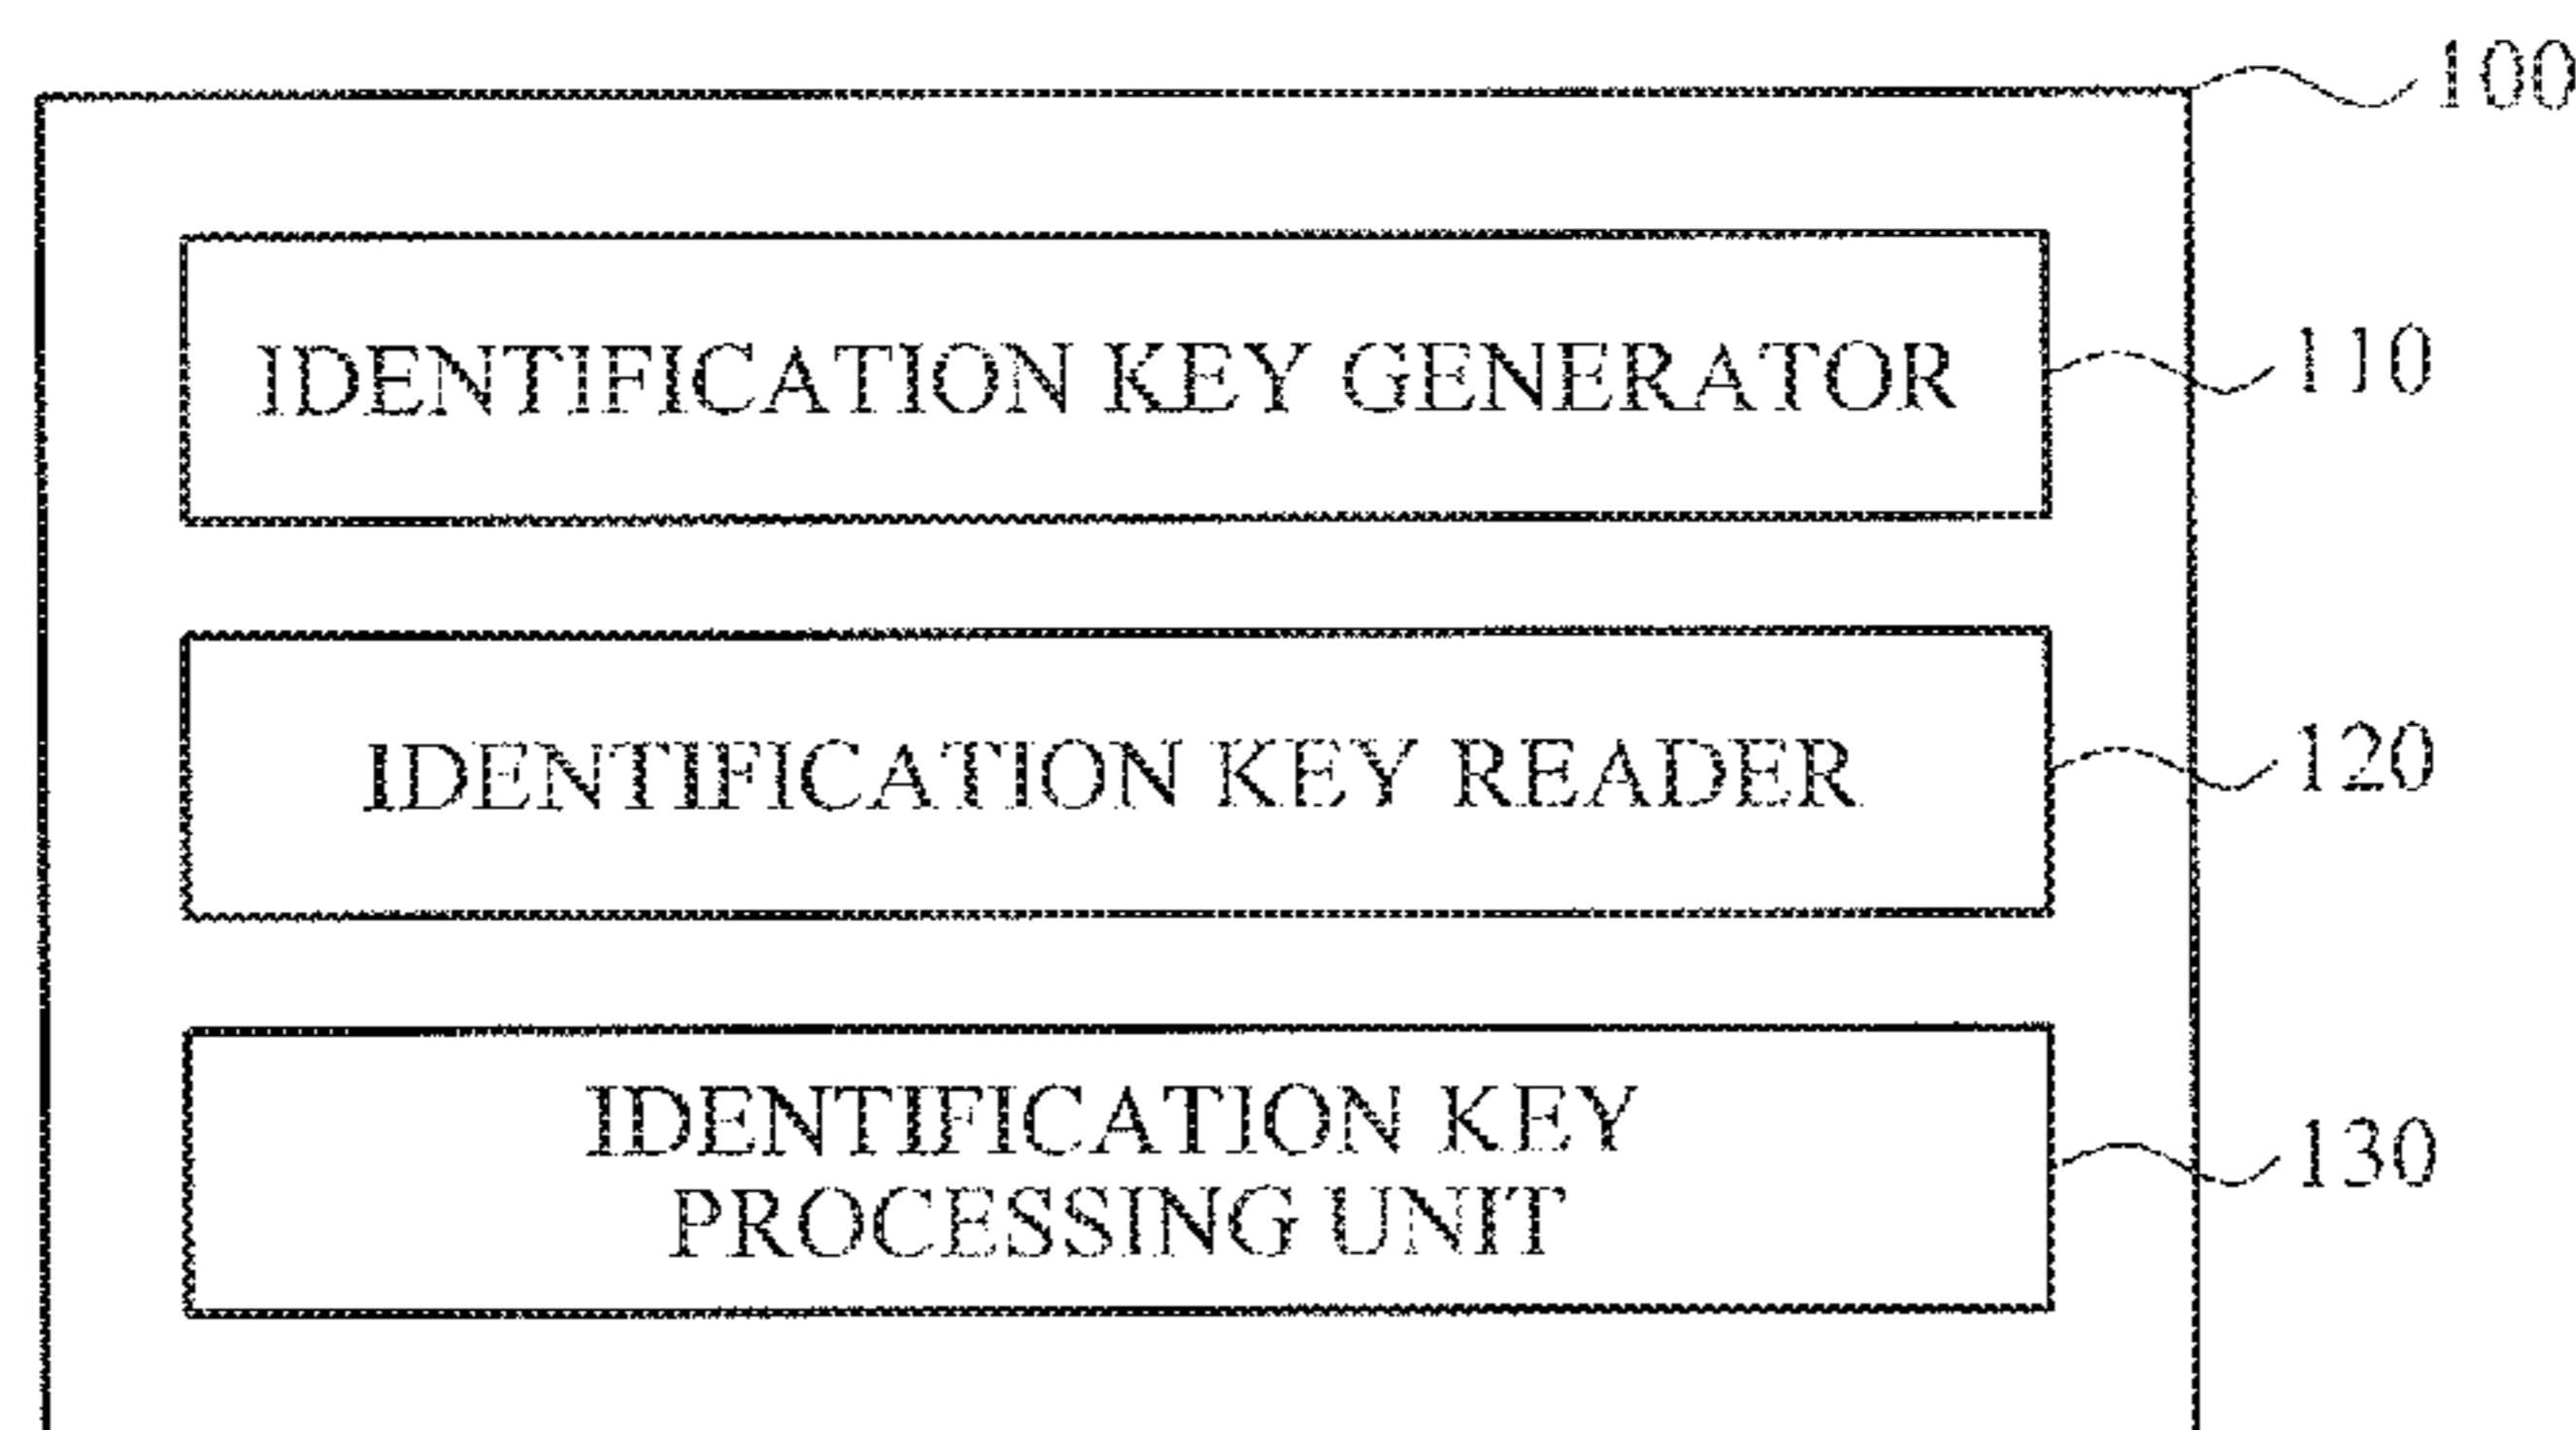 100
IDENTIFICATION KEY GENERATOR
110
IDENTIFICATION KEY READER
120
IDENTIFICATION KEY
PROCESSING UNIT
130